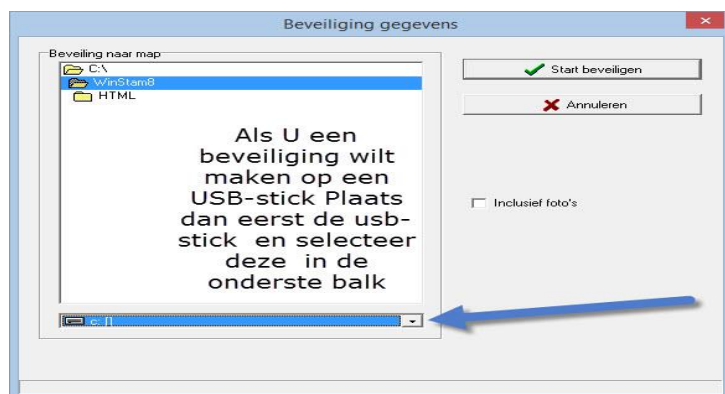 Beveiliging gegevens
Beveiling naar map
C:\
WinStam8
HTML
Als U een
beveiliging wilt
maken op een
USB-stick Plaats
dan eerst de usb-
stick en selecteer
deze in de
onderste balk
c: []
Start beveiligen
Annuleren
Inclusief foto's